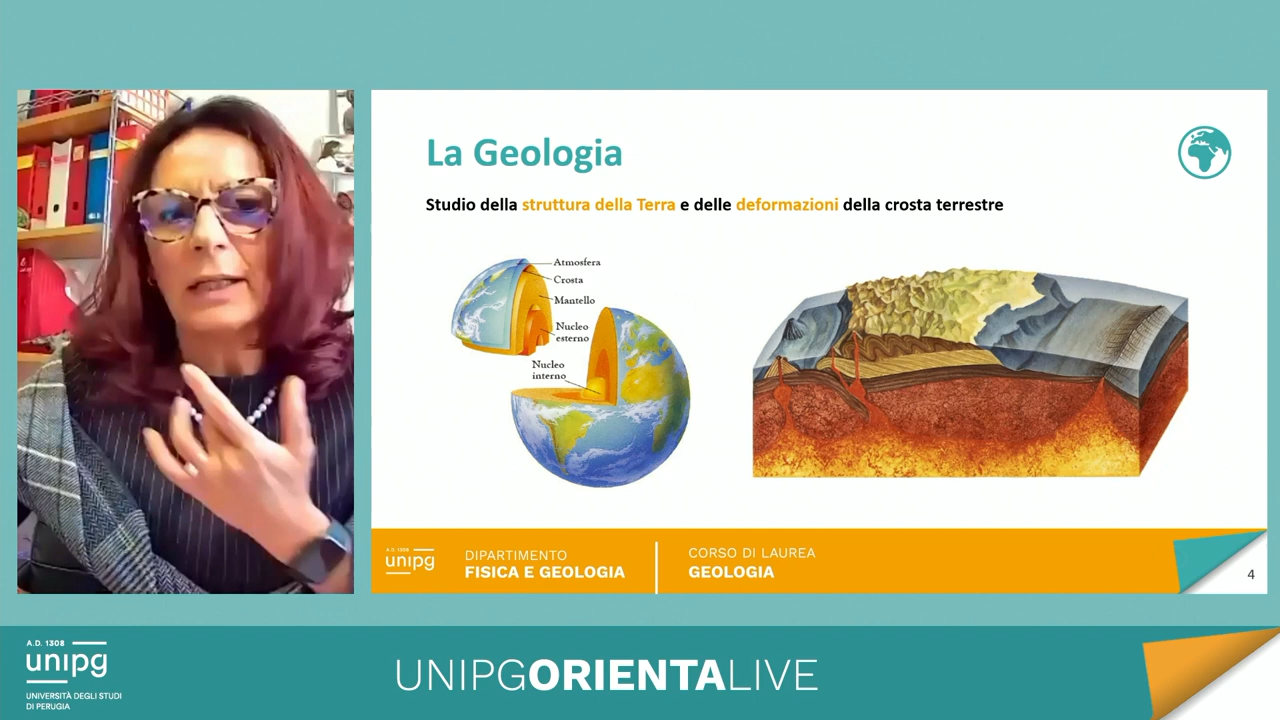 La Geologia
Studio della struttura della Terra e delle deformazioni della crosta terrestre
Atmosfera
Crosta
Mantello
Nucleo
esterno
Nucleo
interno
A.D. 1308
unipg
DIPARTIMENTO
FISICA E GEOLOGIA
CORSO DI LAUREA
GEOLOGIA
4
A.D. 1308
unipg
UNIVERSITÀ DEGLI STUDI
DI PERUGIA
UNIPGORIENTALIVE